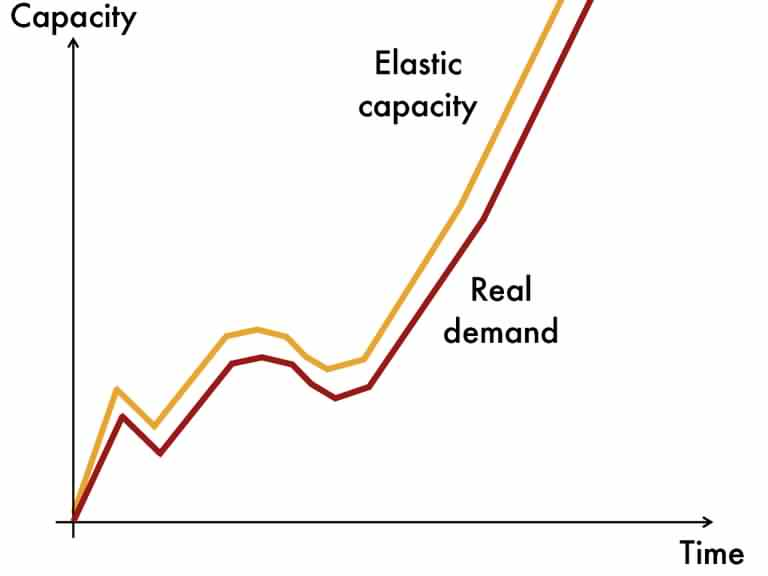 Capacity
Elastic
capacity
Real
demand
Time